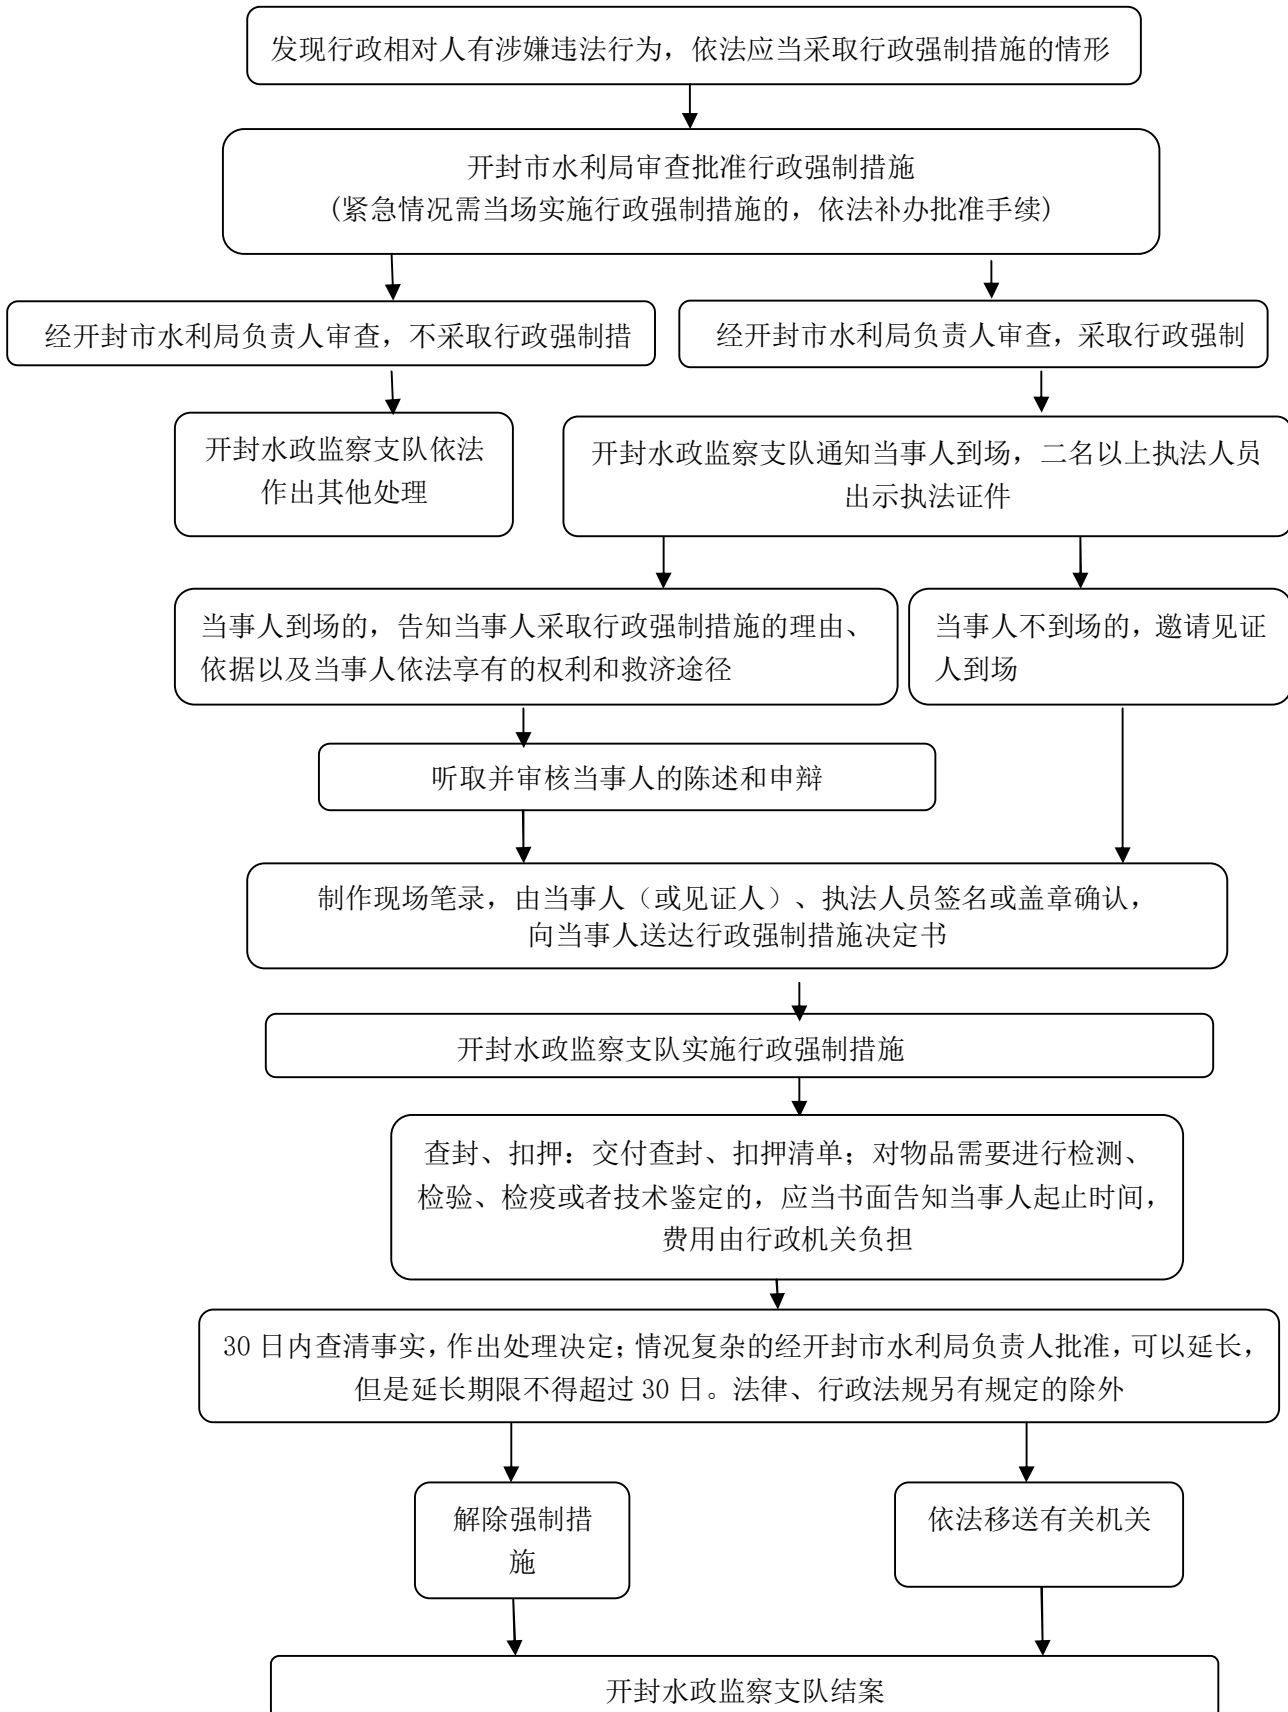 发现行政相对人有涉嫌违法行为，依法应当采取行政强制措施的情形
开封市水利局审查批准行政强制措施
(紧急情况需当场实施行政强制措施的，依法补办批准手续)
经开封市水利局负责人审查，不采取行政强制措
经开封市水利局负责人审查，采取行政强制
开封水政监察支队依法
作出其他处理
开封水政监察支队通知当事人到场，二名以上执法人员
出示执法证件
当事人到场的，告知当事人采取行政强制措施的理由、
依据以及当事人依法享有的权利和救济途径
当事人不到场的，邀请见证
人到场
听取并审核当事人的陈述和申辩
制作现场笔录，由当事人（或见证人）、执法人员签名或盖章确认，
向当事人送达行政强制措施决定书
开封水政监察支队实施行政强制措施
查封、扣押：交付查封、扣押清单；对物品需要进行检测、
检验、检疫或者技术鉴定的，应当书面告知当事人起止时间，
费用由行政机关负担
30 日内查清事实，作出处理决定；情况复杂的经开封市水利局负责人批准，可以延长，
但是延长期限不得超过 30 日。法律、行政法规另有规定的除外
解除强制措
施
依法移送有关机关
开封水政监察支队结案